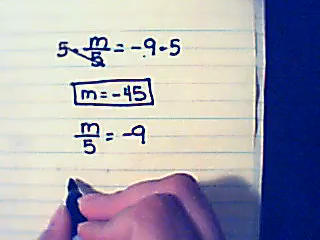 5 · m/5 = -9 · 5
m = -45
m/5 = -9